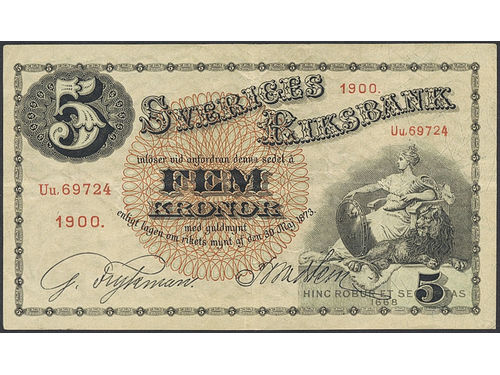 5
SVERIGES
RIKSBANK
1900.
Uu. 69724
inlöser vid anfordran denna sedel å
Uu. 69724
FEM
KRONOR
1900.
med guldmynt
enligt lagen om rikets mynt af den 30 Maj 1873.
5
HINC ROBUR ET SECURITAS
1668